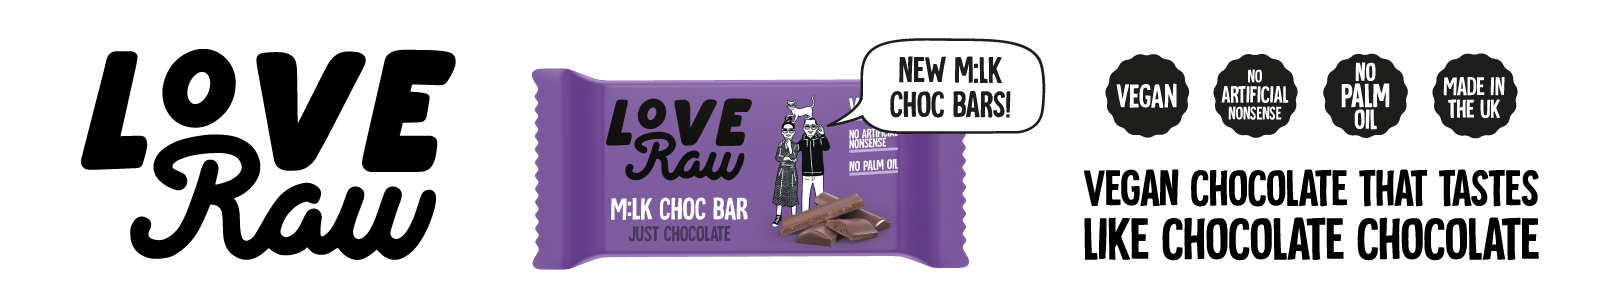 LOVE
Raw
LOVE
Raw
M:LK CHOC BAR
JUST CHOCOLATE
NO ARTIFICIAL
NONSENSE
NO PALM OIL
NEW M:LK
CHOC BARS!
VEGAN
NO
ARTIFICIAL
NONSENSE
NO
PALM
OIL
MADE IN
THE UK
VEGAN CHOCOLATE THAT TASTES
LIKE CHOCOLATE CHOCOLATE